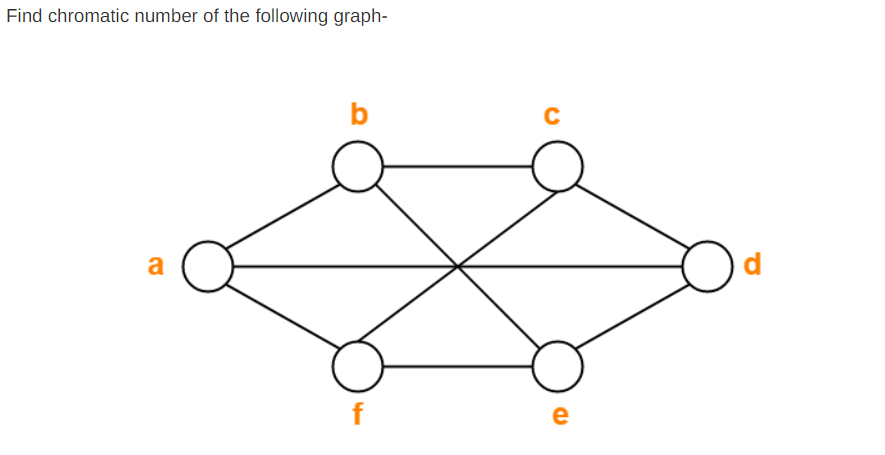 Find chromatic number of the following graph-
b c
a d
f e